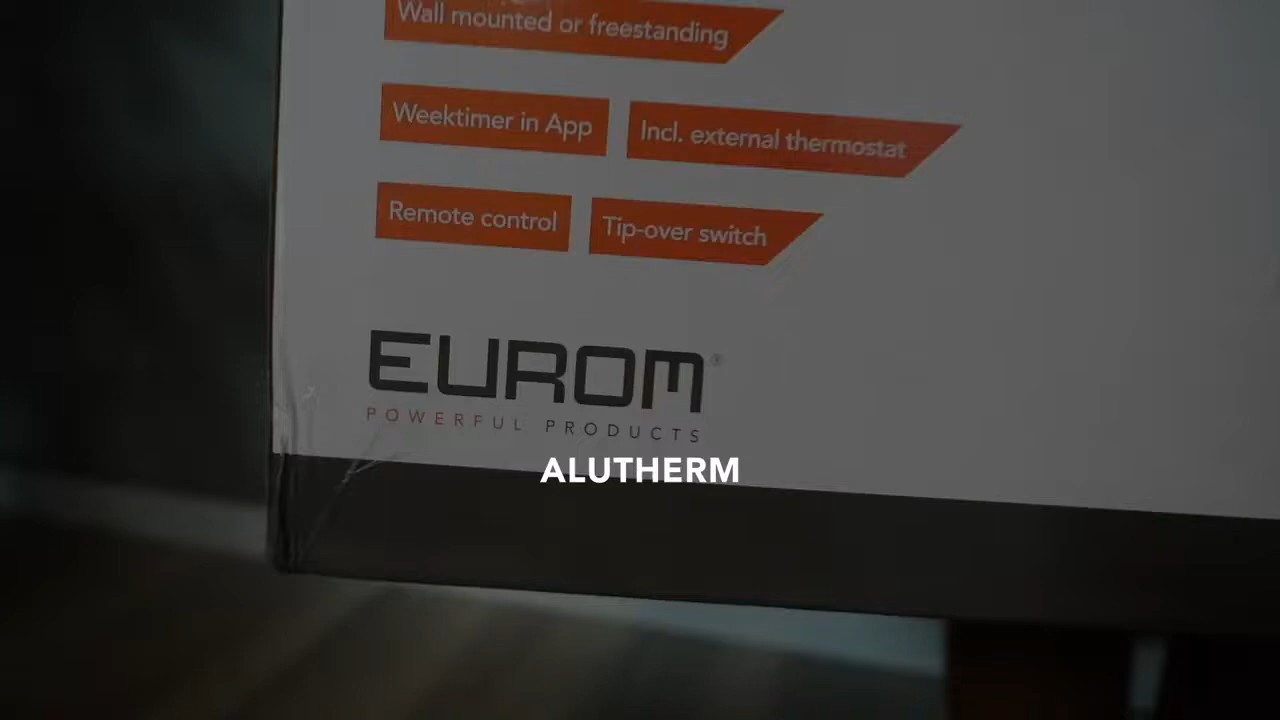 Wall mounted or freestanding
Weektimer in App
Incl. external thermostat
Remote control
Tip-over switch
EUROM®
POWERFUL PRODUCTS
ALUTHERM